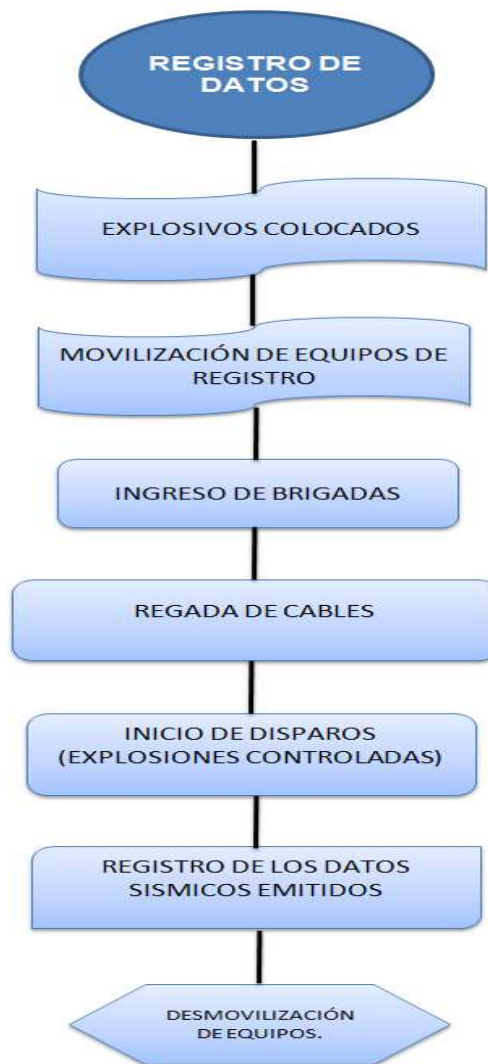 REGISTRO DE
DATOS
EXPLOSIVOS COLOCADOS
MOVILIZACIÓN DE EQUIPOS DE
REGISTRO
INGRESO DE BRIGADAS
REGADA DE CABLES
INICIO DE DISPAROS
(EXPLOSIONES CONTROLADAS)
REGISTRO DE LOS DATOS
SISMICOS EMITIDOS
DESMOVILIZACIÓN
DE EQUIPOS.